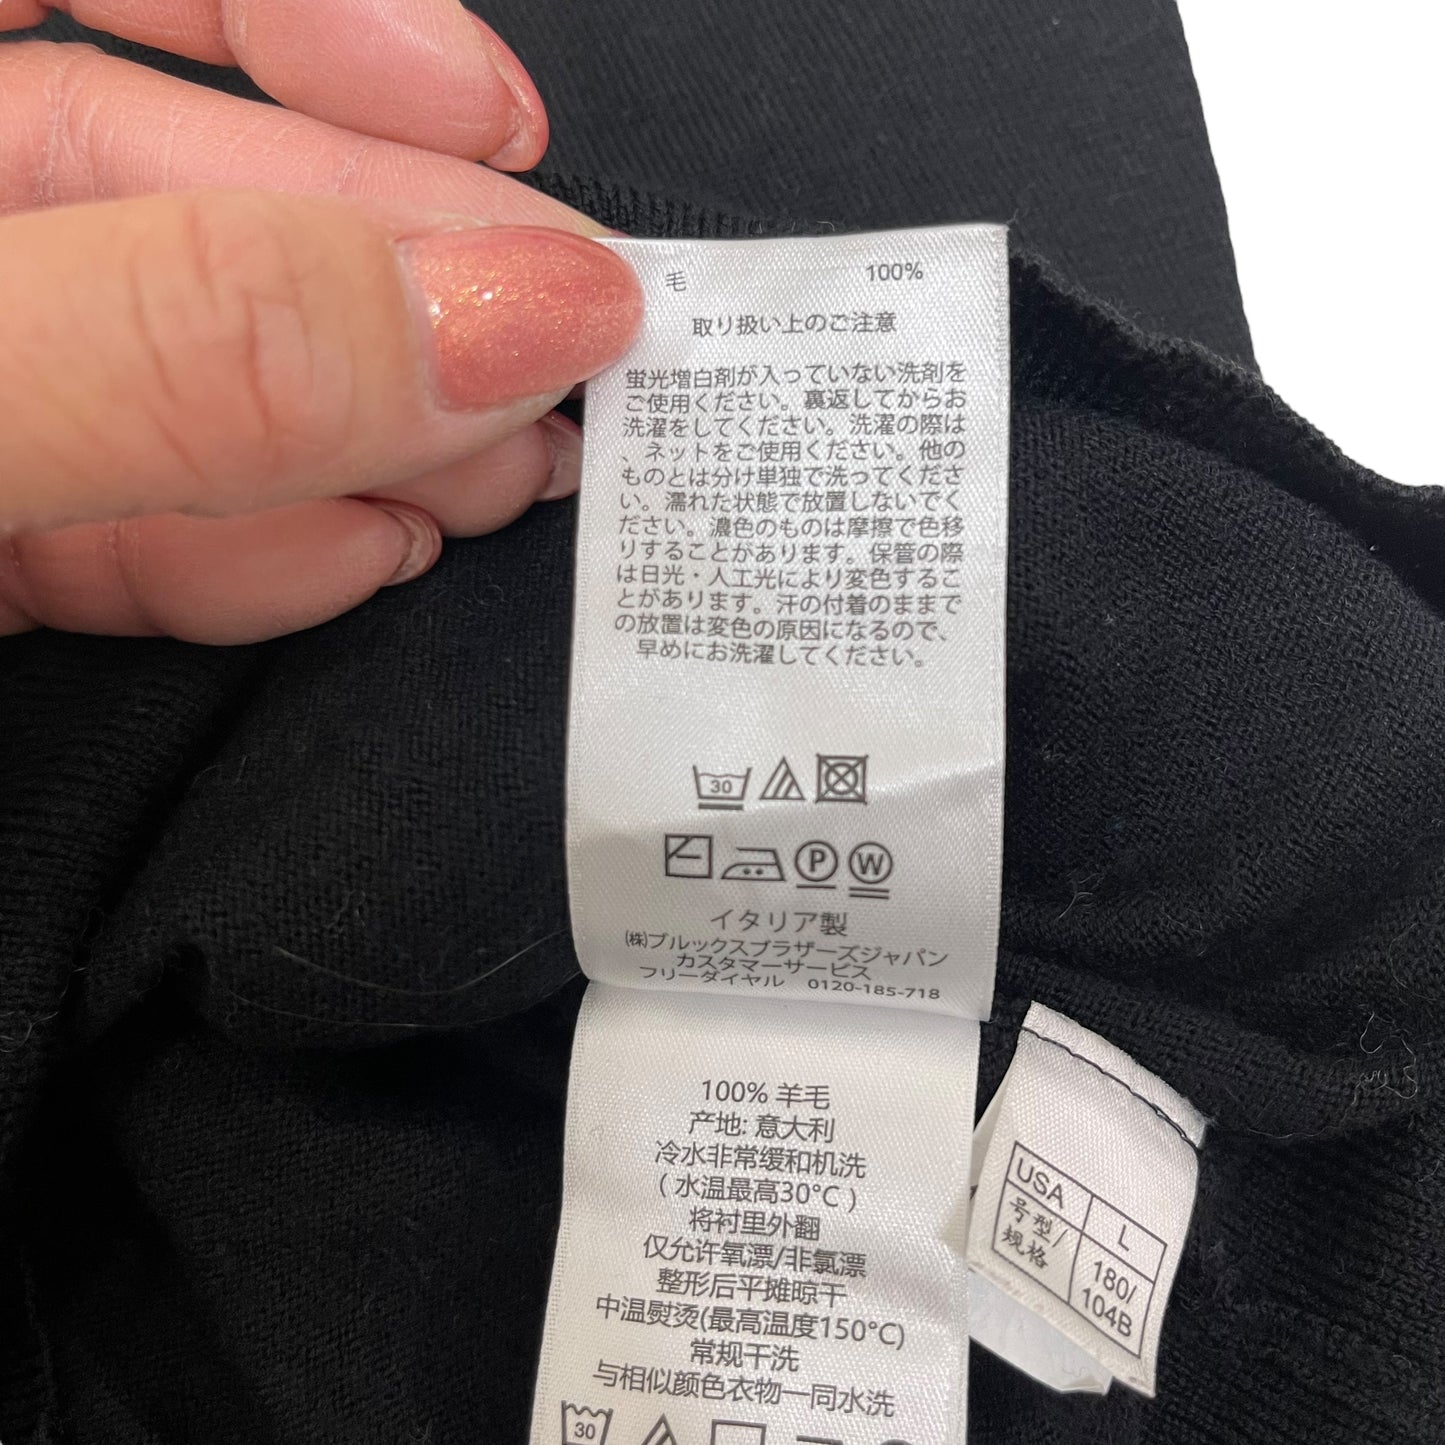 毛 100%
取り扱い上のご注意
蛍光増白剤が入っていない洗剤を
ご使用ください。裏返してからお
洗濯をしてください。洗濯の際は
、ネットをご使用ください。他の
ものとは分け単独で洗ってくださ
い。濡れた状態で放置しないでく
ださい。濃色のものは摩擦で色移
りすることがあります。保管の際
は日光・人工光により変色するこ
とがあります。汗の付着のままで
の放置は変色の原因になるので、
早めにお洗濯してください。
30
P W
イタリア製
㈱ブルックスブラザーズジャパン
カスタマーサービス
フリーダイヤル 0120-185-718
100% 羊毛
产地: 意大利
冷水非常缓和机洗
( 水温最高30°C )
将衬里外翻
仅允许氧漂/非氯漂
整形后平摊晾干
中温熨烫(最高温度150°C)
常规干洗
与相似颜色衣物一同水洗
30
USA L
号型/ 180/
规格 104B